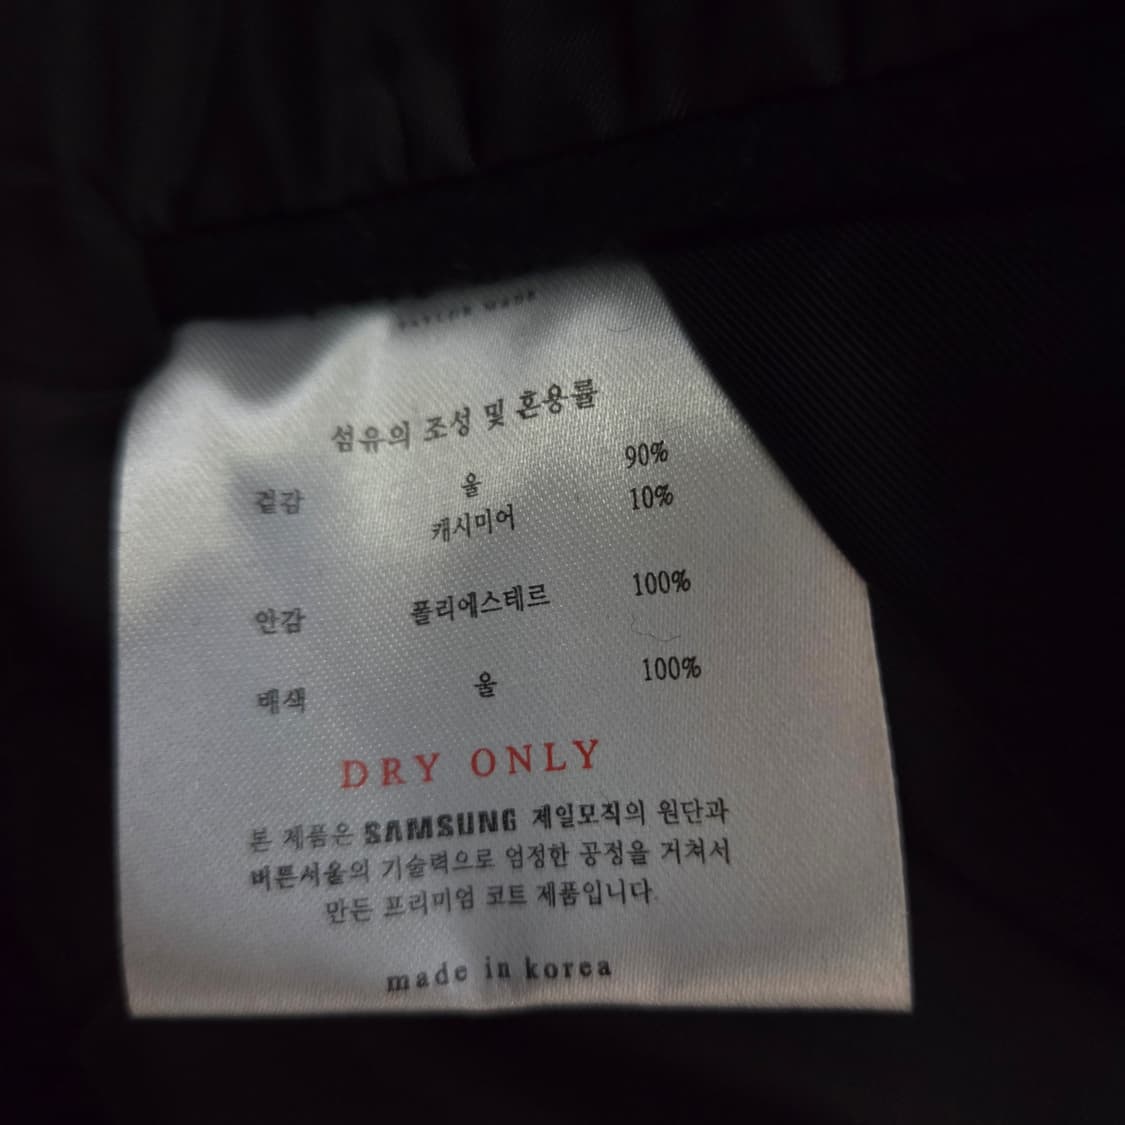 섬유의 조성 및 혼용률
겉감 울 90%
캐시미어 10%
안감 폴리에스테르 100%
배색 울 100%
DRY ONLY
본 제품은 SAMSUNG 제일모직의 원단과
버튼서울의 기술력으로 엄정한 공정을 거쳐서
만든 프리미엄 코트 제품입니다.
made in korea